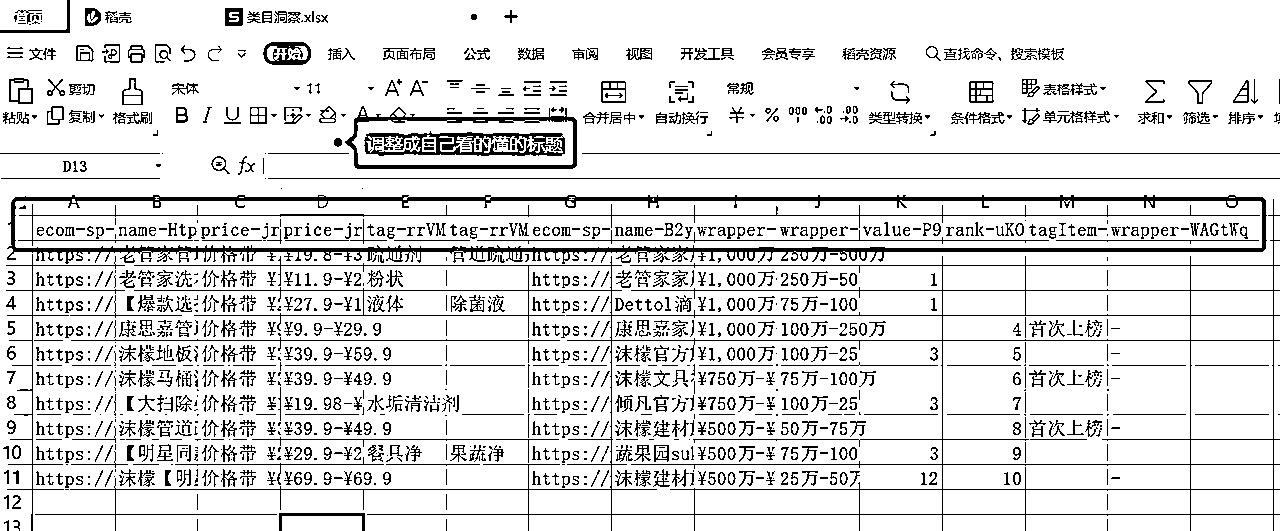 首页 稻壳 类目洞察.xlsx
文件 开始 插入 页面布局 公式 数据 审阅 视图 开发工具 会员专享 稻壳资源 查找命令、搜索模板
剪切 宋体 11 A+ A- 常规 表格样式
粘贴 复制 格式刷 B I U A 合并居中 自动换行 ¥ % 类型转换 条件格式 单元格样式 求和 筛选 排序
调整成自己看的懂的标题
D13 fx
A B C D E F G H I J K L M N O
1 ecom-sp- name-Htp price-jr price-jr tag-rrVM tag-rrVM ecom-sp- name-B2y wrapper- wrapper- value-P9 rank-uKO tagItem- wrapper-WAGtWq
2 https:// 老管家管 价格带 ¥ ¥19.8-¥3 疏通剂 管道疏通 https:// 老管家家 ¥1,000万 250万-500万
3 https:// 老管家洗 价格带 ¥ ¥11.9-¥2 粉状 https:// 老管家家 ¥1,000万 250万-50 1
4 https:// 【爆款选 价格带 ¥ ¥27.9-¥1 液体 除菌液 https:// Dettol滴 ¥1,000万 75万-100 1
5 https:// 康思嘉管 价格带 ¥9.9-¥29.9 https:// 康思嘉家 ¥1,000万 100万-250万 4 首次上榜 -
6 https:// 沫檬地板 价格带 ¥ ¥39.9-¥59.9 https:// 沫檬官方 ¥1,000万 100万-25 3 5 -
7 https:// 沫檬马桶 价格带 ¥ ¥39.9-¥49.9 https:// 沫檬文具 ¥750万-¥ 75万-100万 6 首次上榜 -
8 https:// 【大扫除 价格带 ¥ ¥19.98-¥ 水垢清洁剂 https:// 倾凡官方 ¥750万-¥ 100万-25 3 7
9 https:// 沫檬管道 价格带 ¥ ¥39.9-¥49.9 https:// 沫檬建材 ¥500万-¥ 50万-75万 8 首次上榜 -
10 https:// 【明星同 价格带 ¥ ¥29.9-¥2 餐具净 果蔬净 https:// 蔬果园su ¥500万-¥ 75万-100 3 9
11 https:// 沫檬【明 价格带 ¥ ¥69.9-¥69.9 https:// 沫檬建材 ¥500万-¥ 25万-50万 12 10 -
12
13